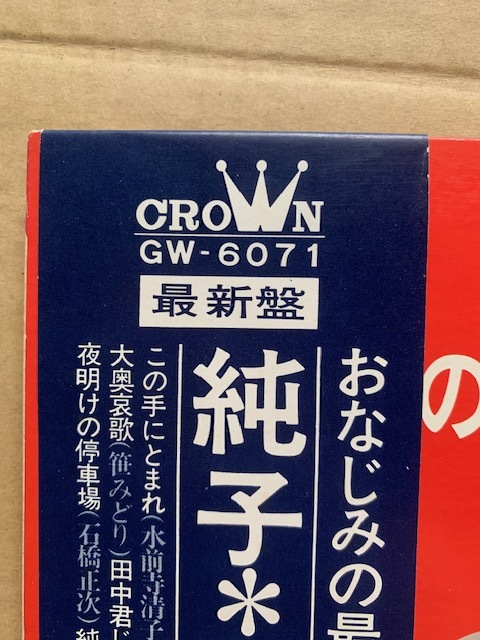 CROWN
GW-6071
最新盤
おなじみの最
純子*
この手にとまれ(水前寺清子
大奥哀歌(笹みどり)田中君じ
夜明けの停車場(石橋正次)純
の